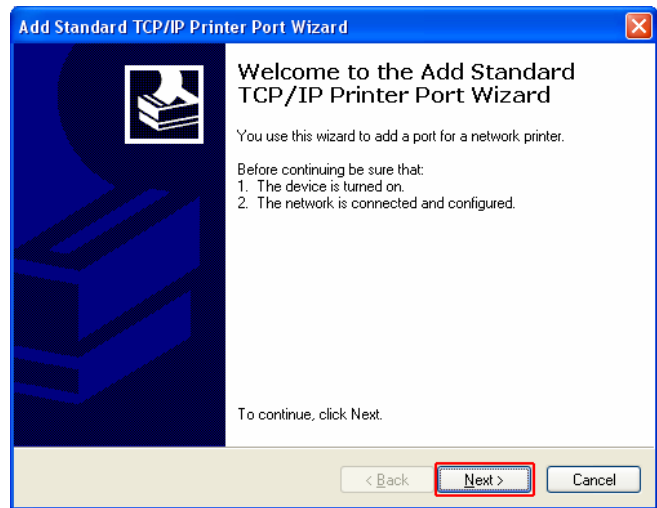 Add Standard TCP/IP Printer Port Wizard
Welcome to the Add Standard
TCP/IP Printer Port Wizard
You use this wizard to add a port for a network printer.
Before continuing be sure that:
1. The device is turned on.
2. The network is connected and configured.
To continue, click Next.
< Back Next > Cancel